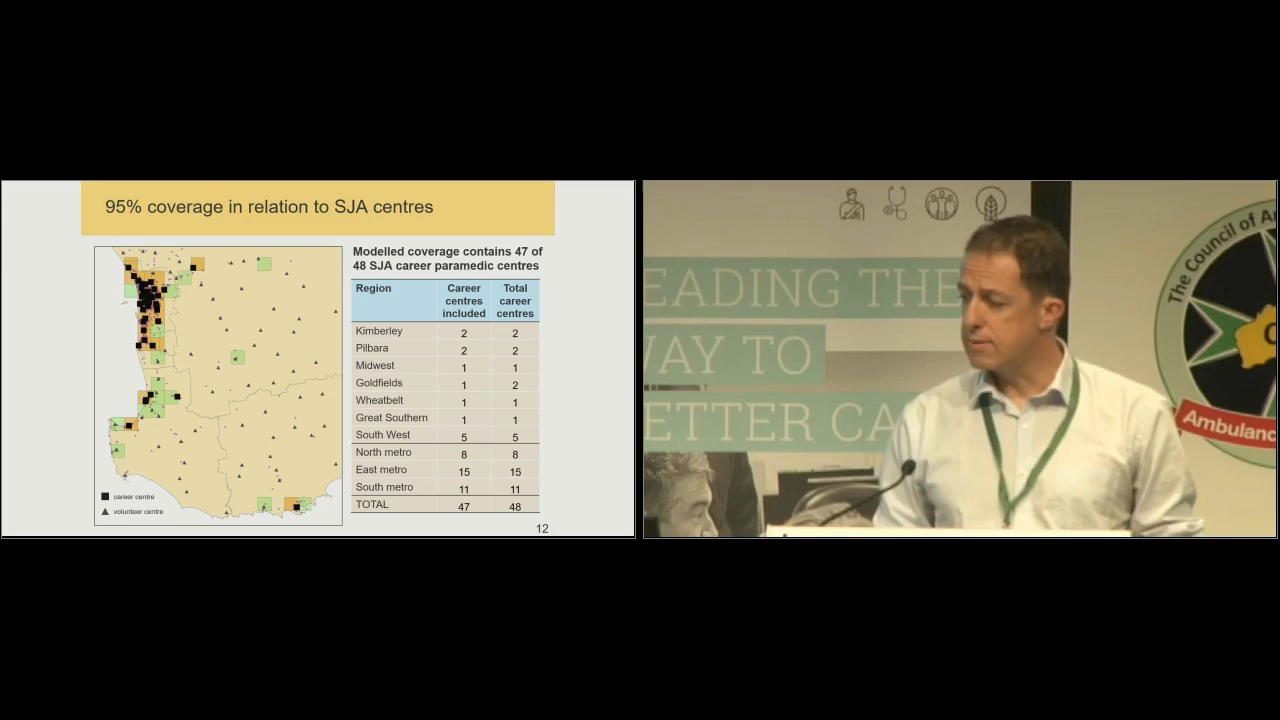 95% coverage in relation to SJA centres
Modelled coverage contains 47 of
48 SJA career paramedic centres
Region Career centres included Total career centres
Kimberley 2 2
Pilbara 2 2
Midwest 1 1
Goldfields 1 2
Wheatbelt 1 1
Great Southern 1 1
South West 5 5
North metro 8 8
East metro 15 15
South metro 11 11
TOTAL 47 48
career centre
volunteer centre
12
EADING THE
WAY TO
ETTER CA
The Council of A
Ambulanc